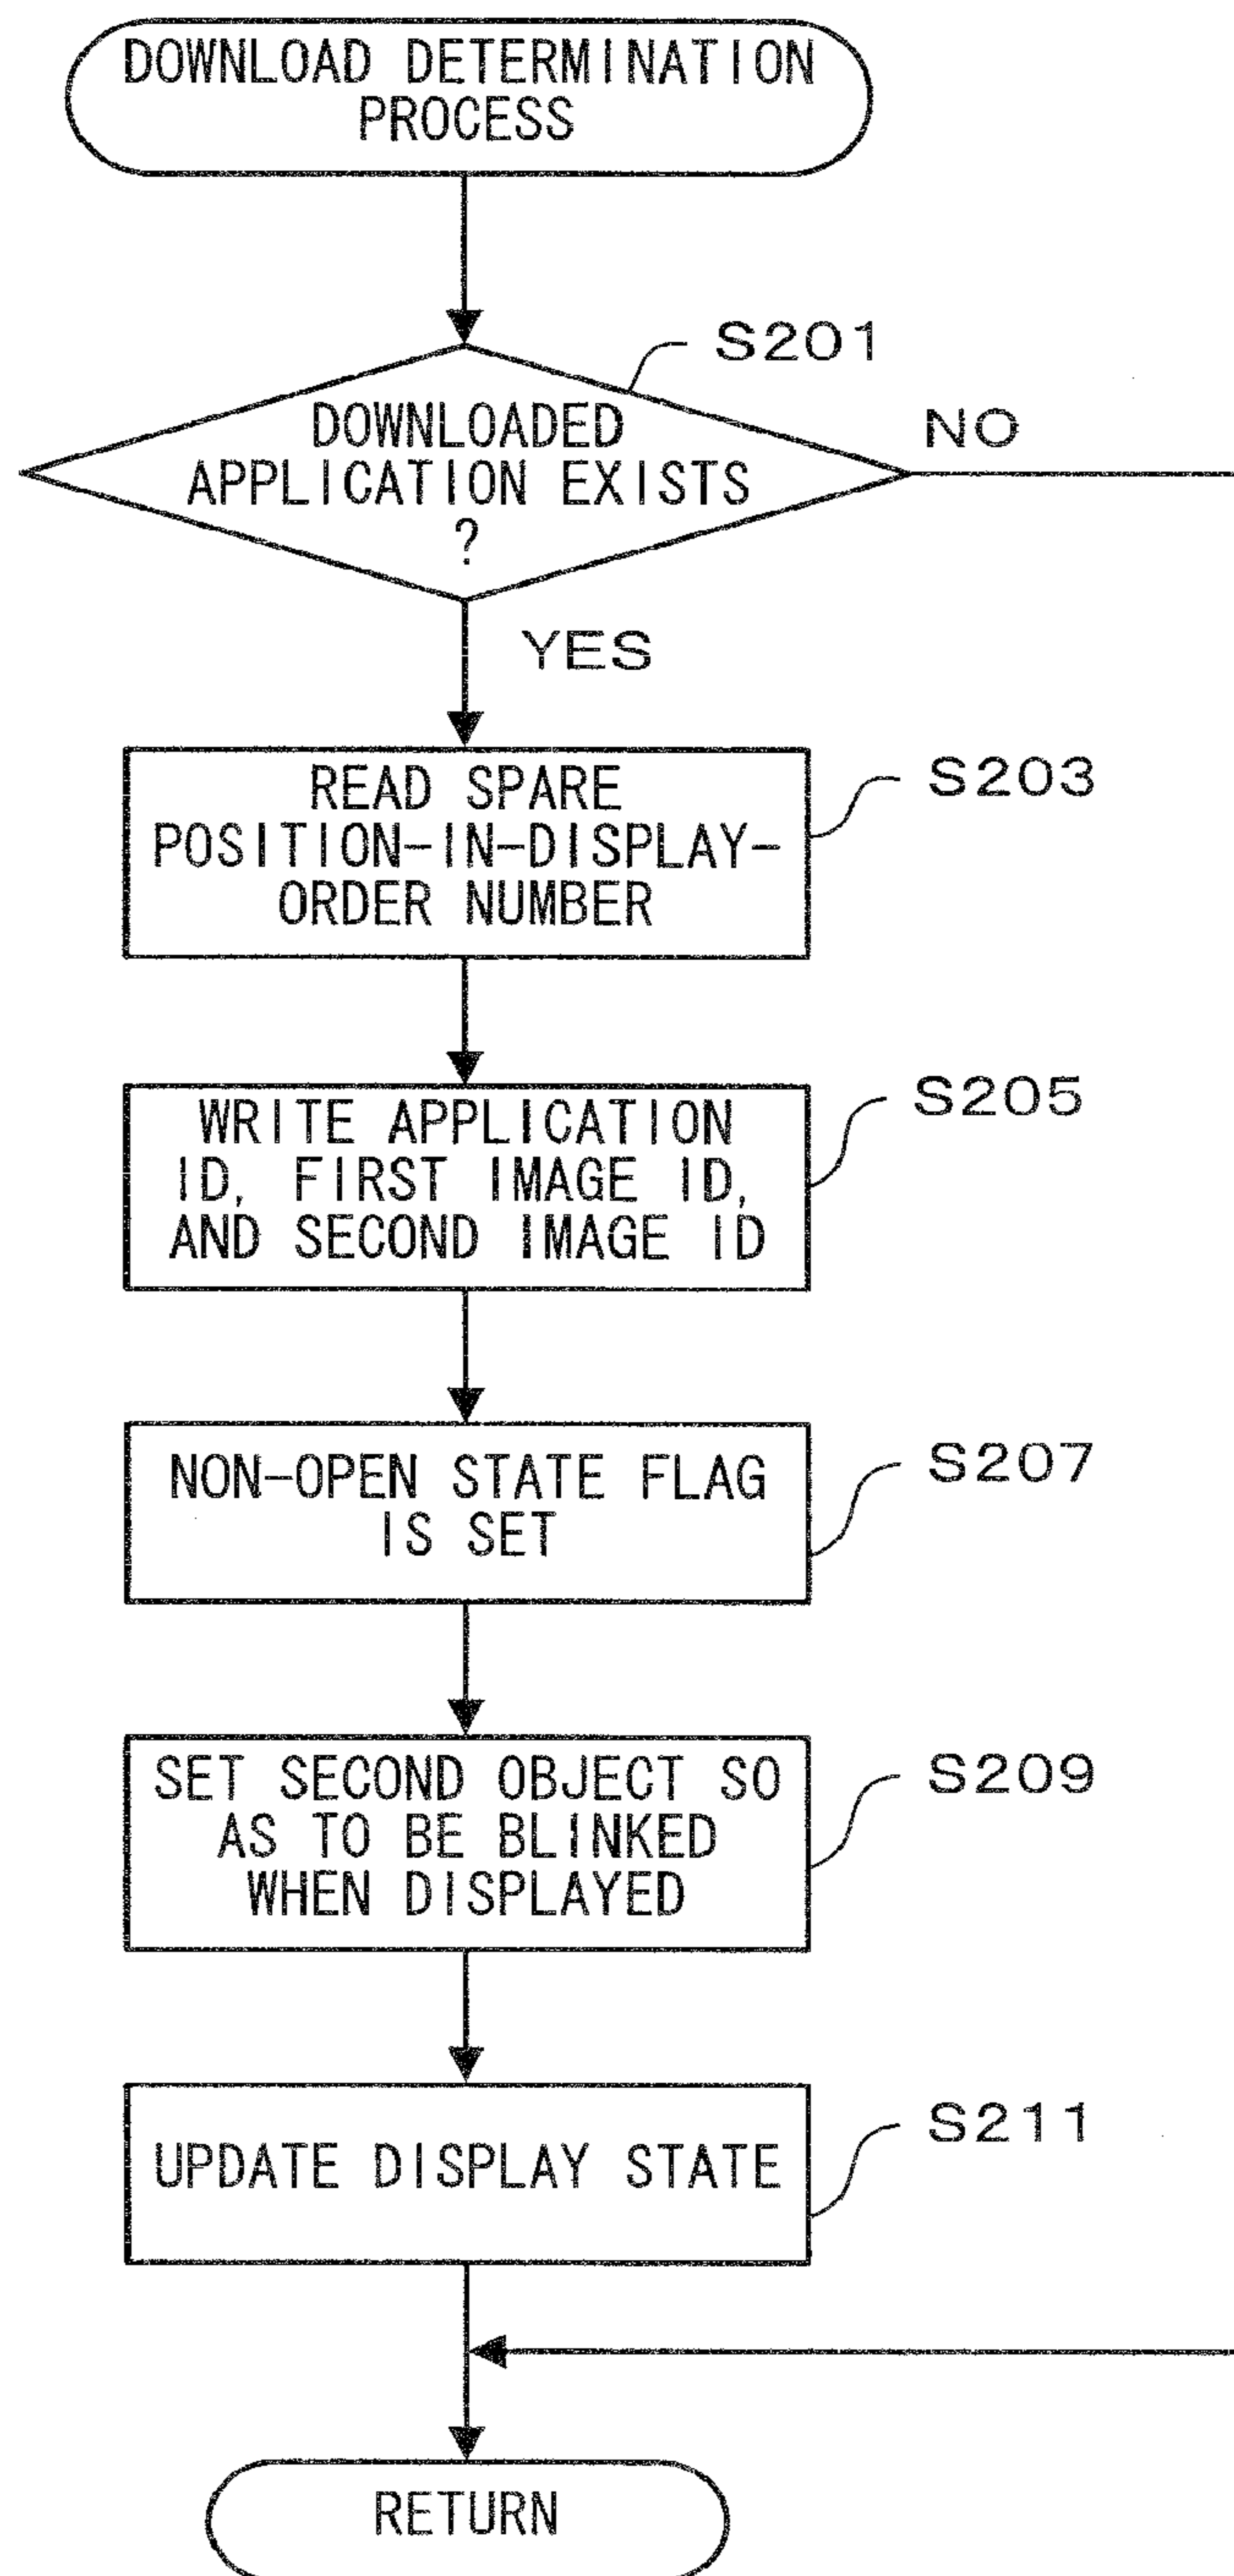 DOWNLOAD DETERMINATION
PROCESS
S201
DOWNLOADED
APPLICATION EXISTS
?
NO
YES
READ SPARE
POSITION-IN-DISPLAY-
ORDER NUMBER
S203
WRITE APPLICATION
ID, FIRST IMAGE ID,
AND SECOND IMAGE ID
S205
NON-OPEN STATE FLAG
IS SET
S207
SET SECOND OBJECT SO
AS TO BE BLINKED
WHEN DISPLAYED
S209
UPDATE DISPLAY STATE
S211
RETURN